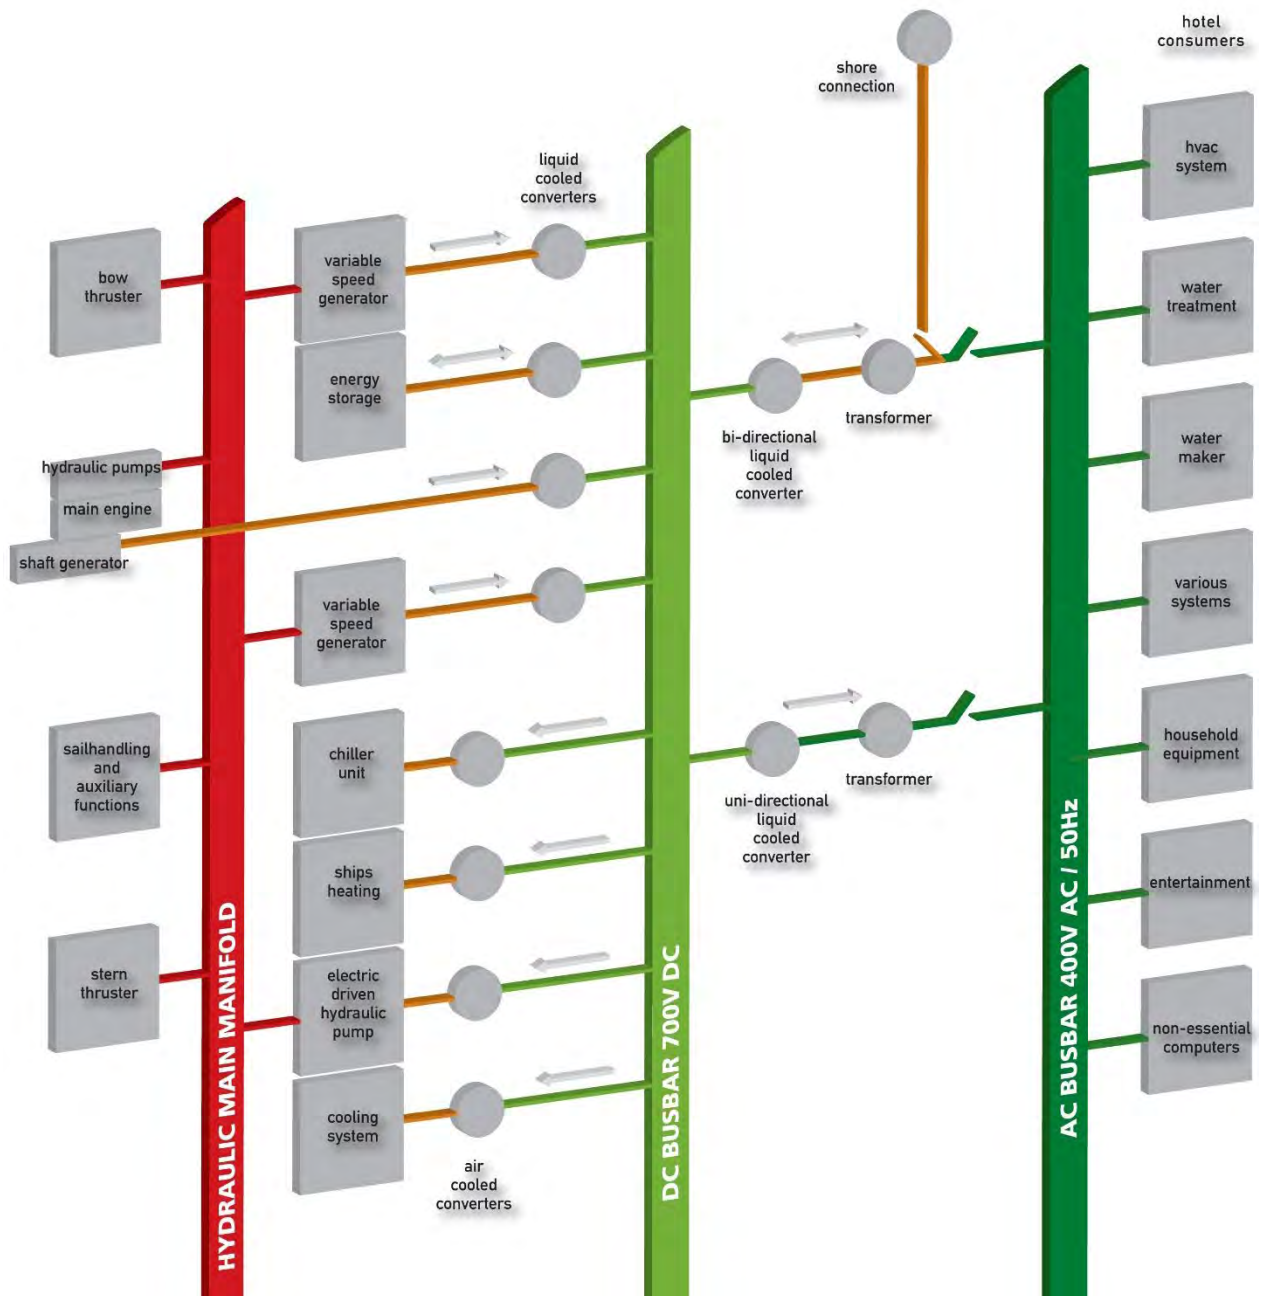 hotel
consumers
shore
connection
hvac
system
liquid
cooled
converters
bow
thruster
variable
speed
generator
water
treatment
energy
storage
transformer
bi-directional
liquid
cooled
converter
water
maker
hydraulic pumps
main engine
shaft generator
variable
speed
generator
various
systems
sailhandling
and
auxiliary
functions
chiller
unit
household
equipment
transformer
uni-directional
liquid
cooled
converter
ships
heating
entertainment
stern
thruster
electric
driven
hydraulic
pump
non-essential
computers
cooling
system
air
cooled
converters
HYDRAULIC MAIN MANIFOLD
DC BUSBAR 700V DC
AC BUSBAR 400V AC / 50Hz